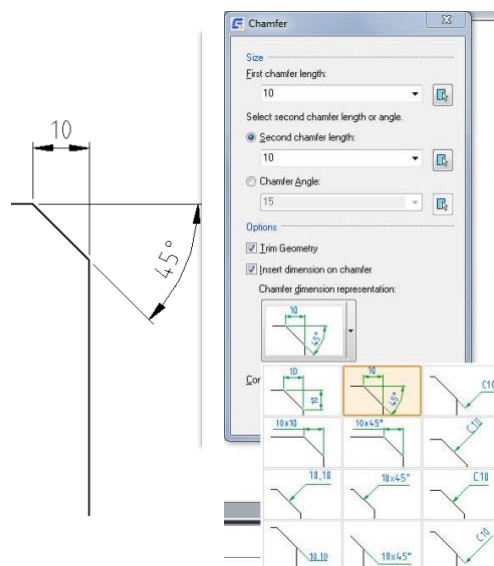 10
45°
Chamfer
Size
First chamfer length:
10
Select second chamfer length or angle.
Second chamfer length:
10
Chamfer Angle:
15
Options
Trim Geometry
Insert dimension on chamfer
Chamfer dimension representation:
10
45°
Cor
10
10
10
45°
C10
10x10
10x45°
C10
10,10
10x45°
C10
10,10
10x45°
C10